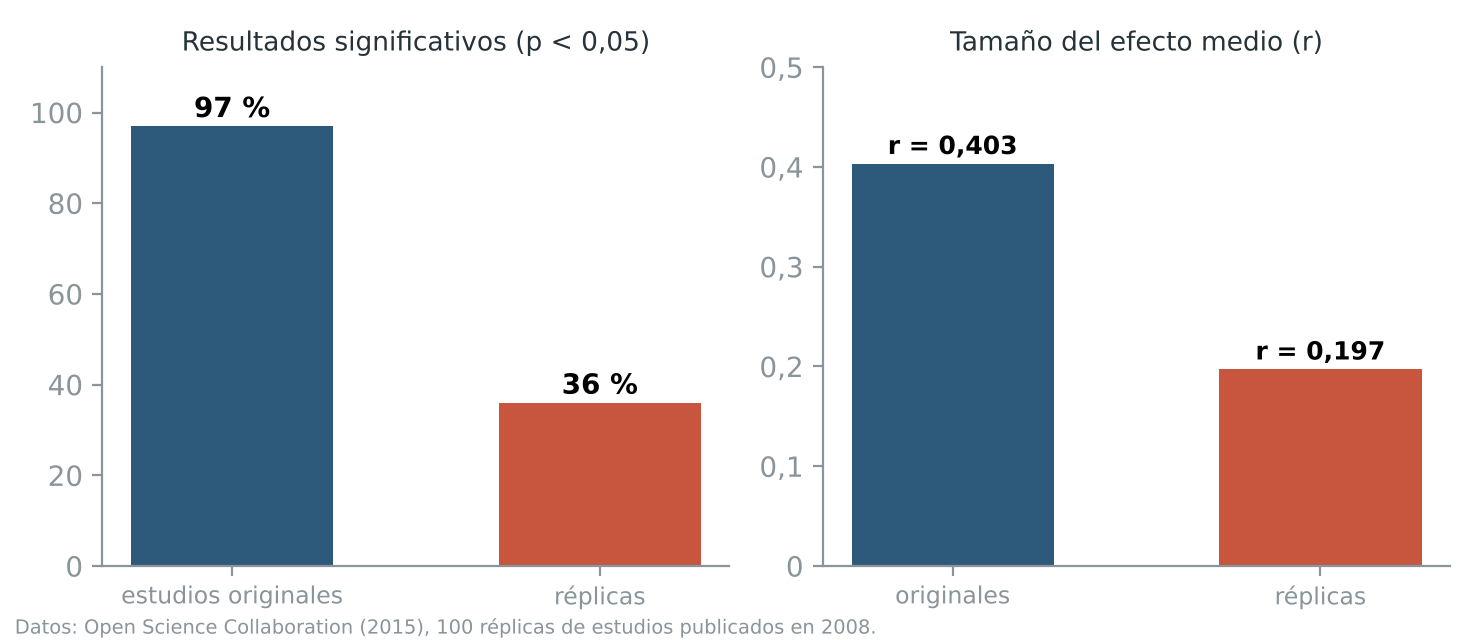 Resultados significativos (p < 0,05)
100
80
60
40
20
0
97 %
36 %
estudios originales
réplicas
Tamaño del efecto medio (r)
0,5
0,4
0,3
0,2
0,1
0
r = 0,403
r = 0,197
originales
réplicas
Datos: Open Science Collaboration (2015), 100 réplicas de estudios publicados en 2008.